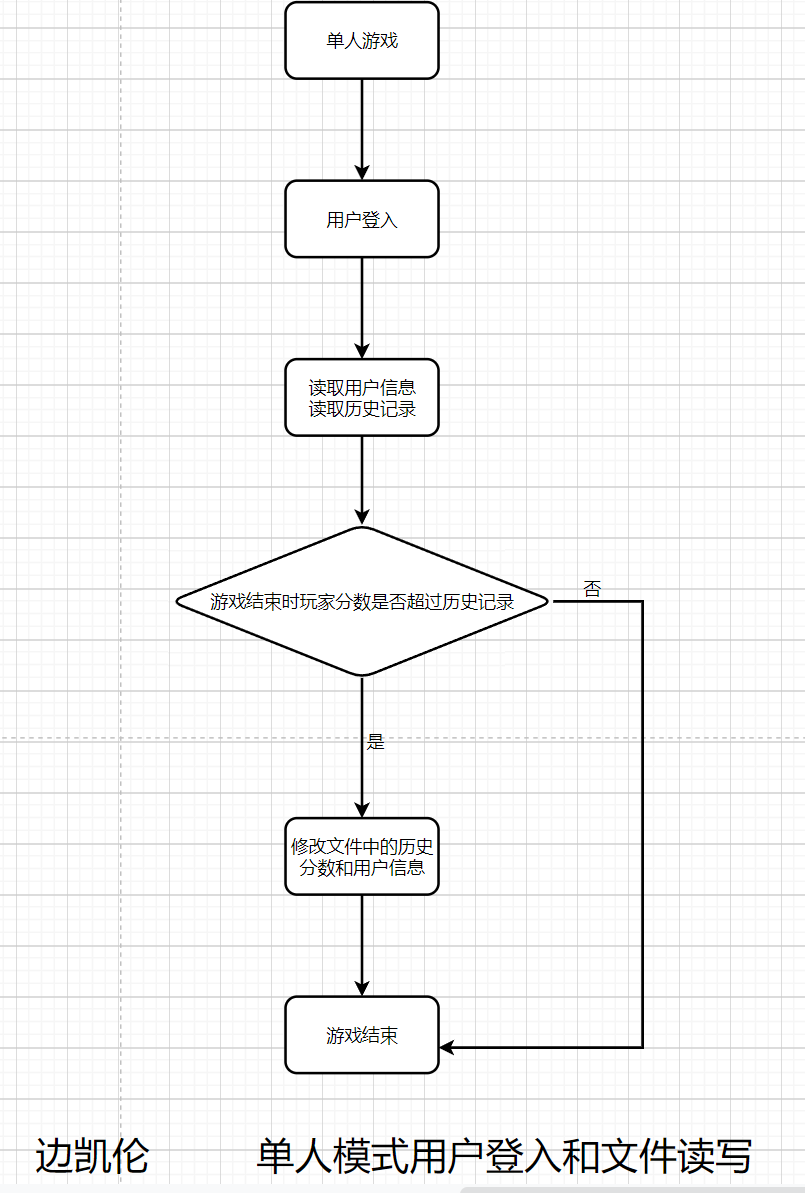 单人游戏
用户登入
读取用户信息
读取历史记录
游戏结束时玩家分数是否超过历史记录
否
是
修改文件中的历史
分数和用户信息
游戏结束
边凯伦
单人模式用户登入和文件读写